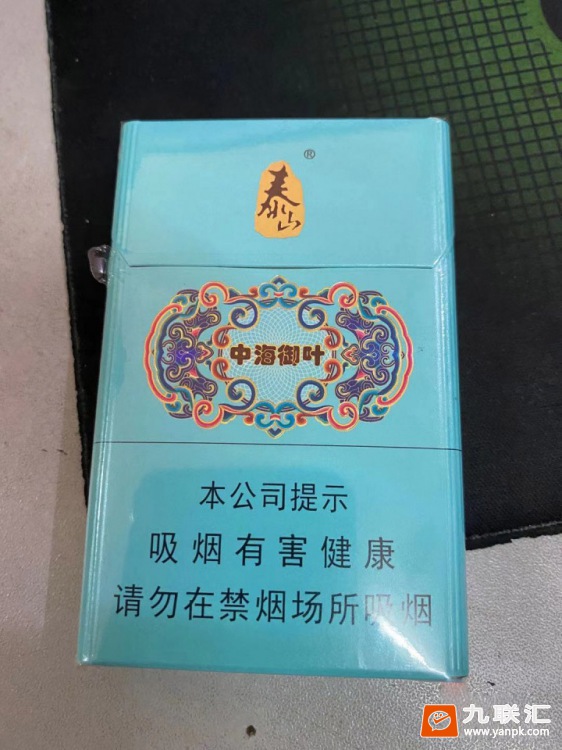 泰山®
中海御叶
本公司提示
吸烟有害健康
请勿在禁烟场所吸烟
九联汇
www.yanpk.com